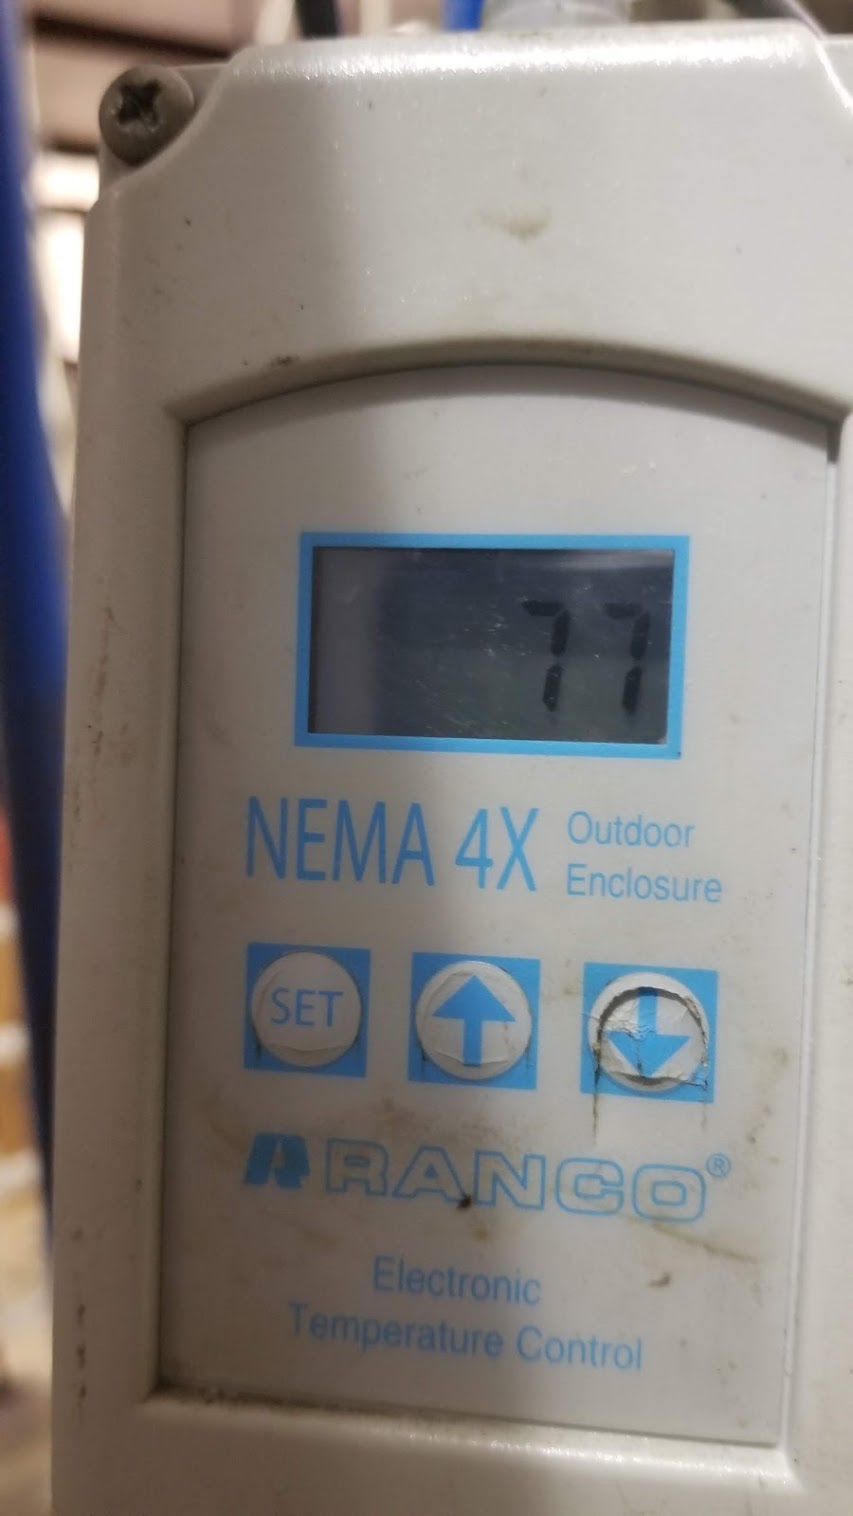 77
NEMA 4X Outdoor
Enclosure
SET
RANCO®
Electronic
Temperature Control